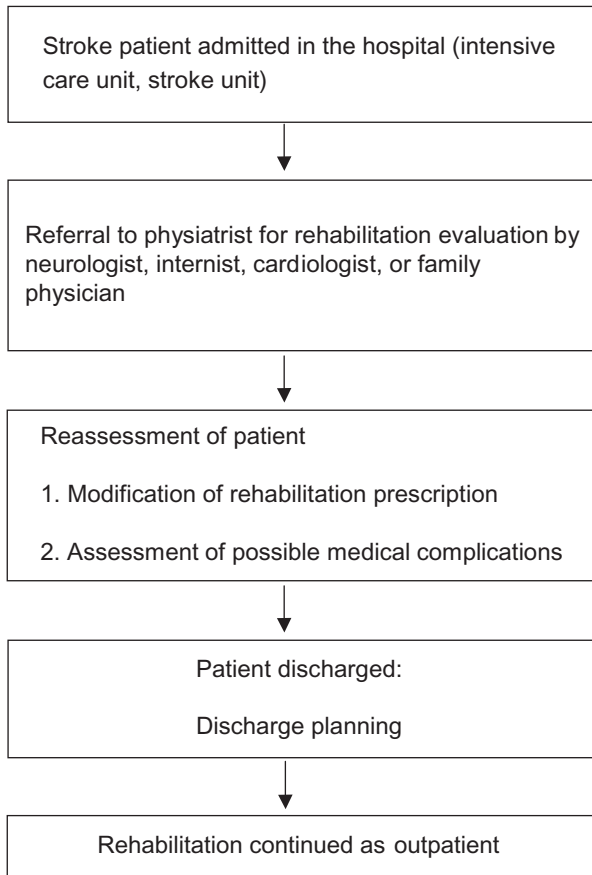 Stroke patient admitted in the hospital (intensive
care unit, stroke unit)
Referral to physiatrist for rehabilitation evaluation by
neurologist, internist, cardiologist, or family
physician
Reassessment of patient
1. Modification of rehabilitation prescription
2. Assessment of possible medical complications
Patient discharged:
Discharge planning
Rehabilitation continued as outpatient